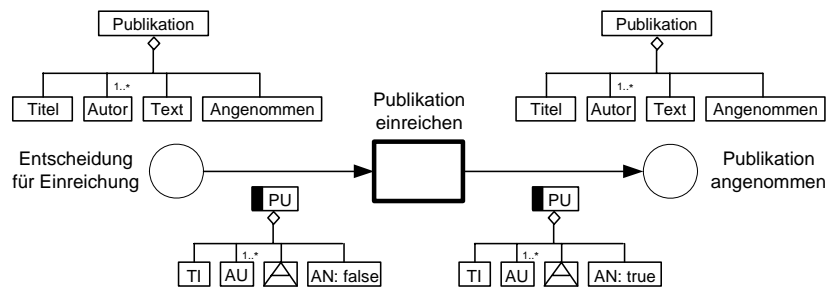 Publikation
1..*
Titel
Autor
Text
Angenommen
Publikation
1..*
Titel
Autor
Text
Angenommen
Publikation
einreichen
Entscheidung
für Einreichung
Publikation
angenommen
PU
1..*
TI
AU
AN: false
PU
1..*
TI
AU
AN: true